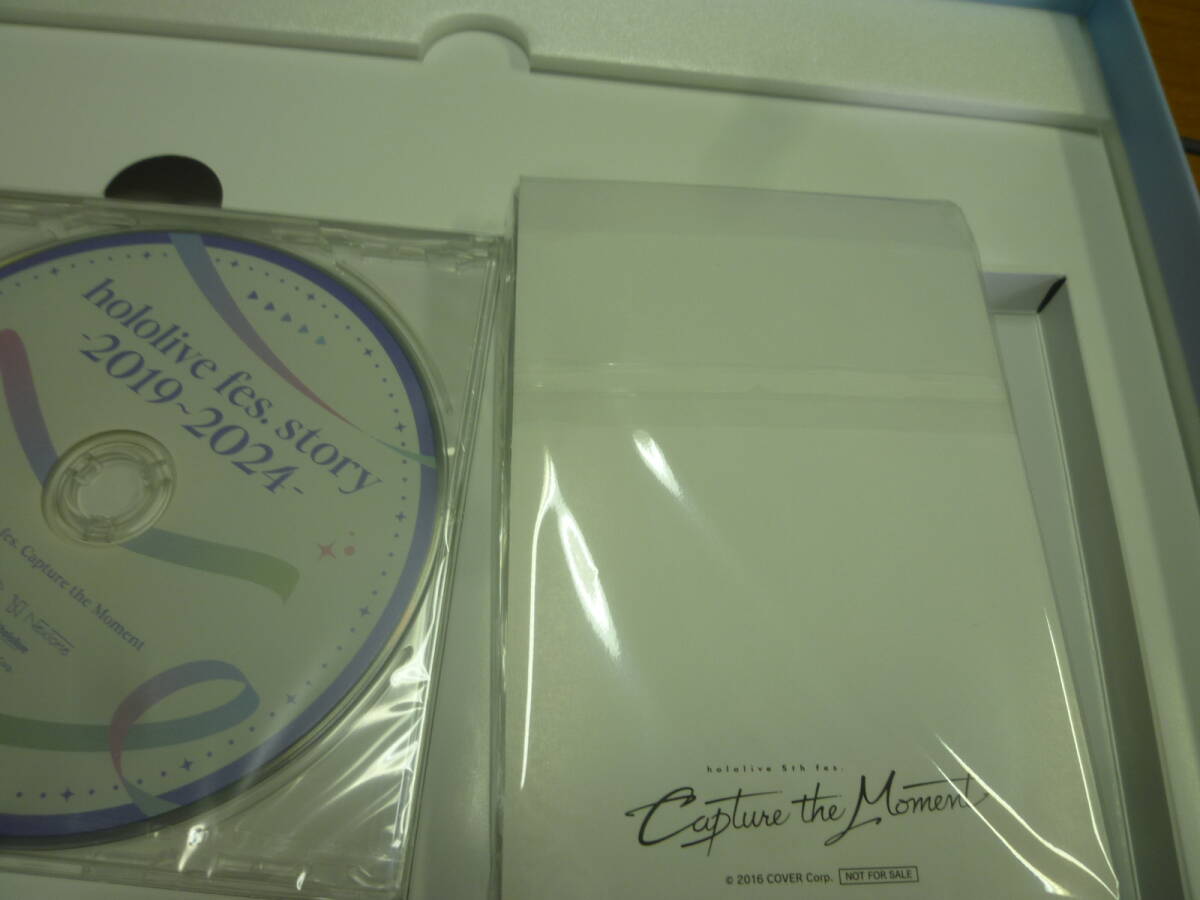 hololive fes. story
-2019~2024-
fes. Capture the Moment
hololive 5th fes.
Capture the Moment
© 2016 COVER Corp. NOT FOR SALE